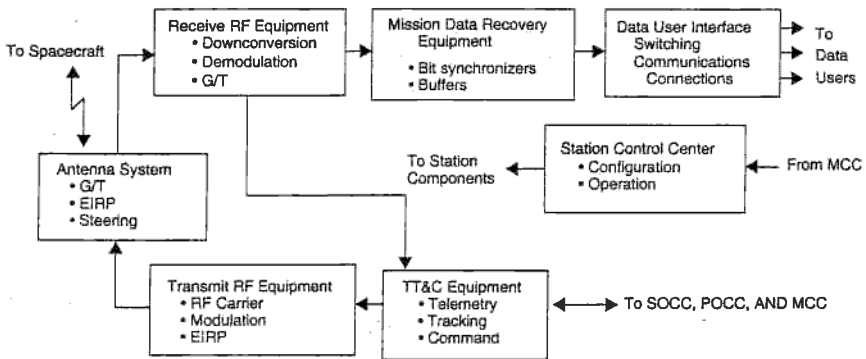 To Spacecraft
Receive RF Equipment
• Downconversion
• Demodulation
• G/T
Mission Data Recovery
Equipment
• Bit synchronizers
• Buffers
Data User Interface
Switching
Communications
Connections
To
Data
Users
Antenna System
• G/T
• EIRP
• Steering
To Station
Components
Station Control Center
• Configuration
• Operation
From MCC
Transmit RF Equipment
• RF Carrier
• Modulation
• EIRP
TT&C Equipment
• Telemetry
• Tracking
• Command
To SOCC, POCC, AND MCC